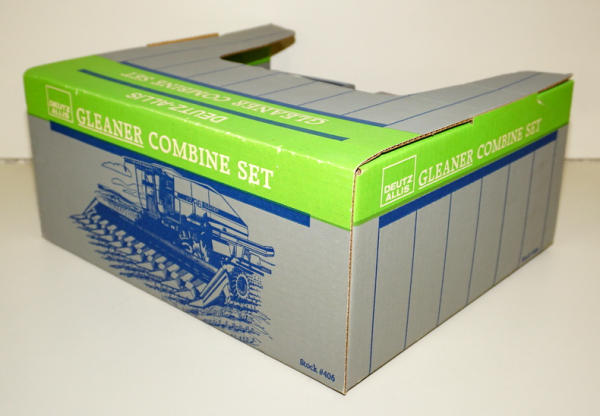 DEUTZ-ALLIS
GLEANER COMBINE SET
DEUTZ
ALLIS
GLEANER COMBINE SET
Stock #406
DEUTZ
ALLIS
GLEANER COMBINE SET